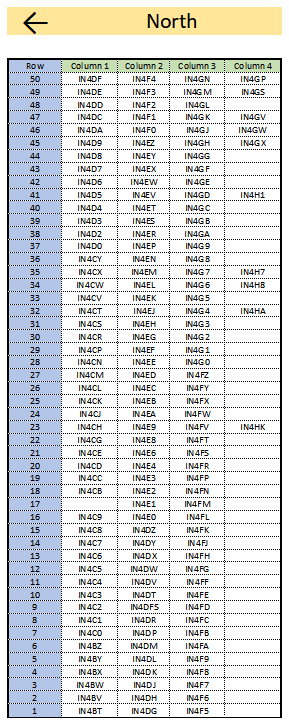 North
Row Column 1 Column 2 Column 3 Column 4
50 IN4DF IN4F4 IN4GN IN4GP
49 IN4DE IN4F3 IN4GM IN4GS
48 IN4DD IN4F2 IN4GL
47 IN4DC IN4F1 IN4GK IN4GV
46 IN4DA IN4F0 IN4GJ IN4GW
45 IN4D9 IN4EZ IN4GH IN4GX
44 IN4D8 IN4EY IN4GG
43 IN4D7 IN4EX IN4GF
42 IN4D6 IN4EW IN4GE
41 IN4D5 IN4EV IN4GD IN4H1
40 IN4D4 IN4ET IN4GC
39 IN4D3 IN4ES IN4GB
38 IN4D2 IN4ER IN4GA
37 IN4D0 IN4EP IN4G9
36 IN4CY IN4EN IN4G8
35 IN4CX IN4EM IN4G7 IN4H7
34 IN4CW IN4EL IN4G6 IN4H8
33 IN4CV IN4EK IN4G5
32 IN4CT IN4EJ IN4G4 IN4HA
31 IN4CS IN4EH IN4G3
30 IN4CR IN4EG IN4G2
29 IN4CP IN4EF IN4G1
28 IN4CN IN4EE IN4G0
27 IN4CM IN4ED IN4FZ
26 IN4CL IN4EC IN4FY
25 IN4CK IN4EB IN4FX
24 IN4CJ IN4EA IN4FW
23 IN4CH IN4E9 IN4FV IN4HK
22 IN4CG IN4E8 IN4FT
21 IN4CE IN4E6 IN4FS
20 IN4CD IN4E4 IN4FR
19 IN4CC IN4E3 IN4FP
18 IN4CB IN4E2 IN4FN
17 IN4E1 IN4FM
16 IN4C9 IN4E0 IN4FL
15 IN4C8 IN4DZ IN4FK
14 IN4C7 IN4DY IN4FJ
13 IN4C6 IN4DX IN4FH
12 IN4C5 IN4DW IN4FG
11 IN4C4 IN4DV IN4FF
10 IN4C3 IN4DT IN4FE
9 IN4C2 IN4DFS IN4FD
8 IN4C1 IN4DR IN4FC
7 IN4C0 IN4DP IN4FB
6 IN4BZ IN4DM IN4FA
5 IN4BY IN4DL IN4F9
4 IN4BX IN4DK IN4F8
3 IN4BW IN4DJ IN4F7
2 IN4BV IN4DH IN4F6
1 IN4BT IN4DG IN4F5